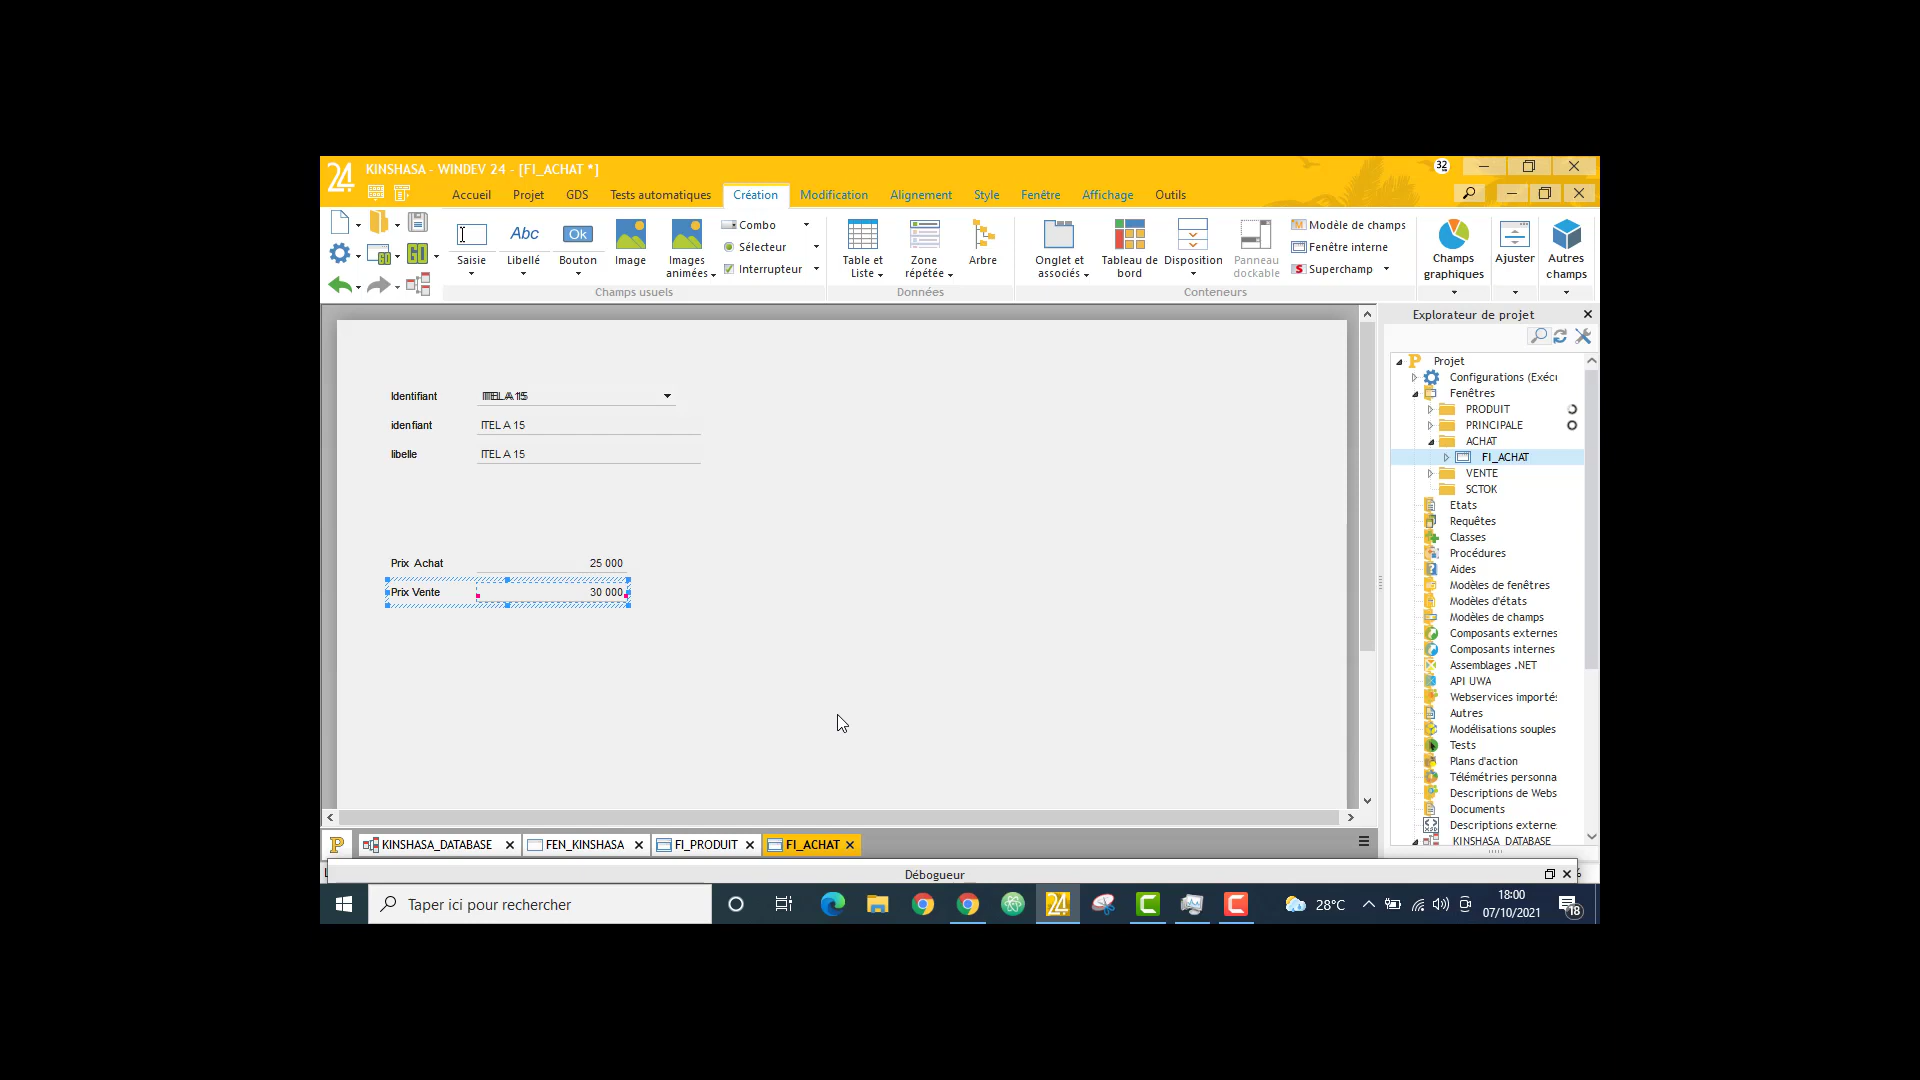 24 KINSHASA - WINDEV 24 - [FI_ACHAT *]
32
Accueil Projet GDS Tests automatiques Création Modification Alignement Style Fenêtre Affichage Outils
Saisie
Abc
Libellé
Ok
Bouton
Image
Images
animées
Combo
Sélecteur
Interrupteur
Champs usuels
Table et
Liste
Zone
répétée
Arbre
Données
Onglet et
associés
Tableau de
bord
Disposition
Panneau
dockable
Modèle de champs
Fenêtre interne
Superchamp
Conteneurs
Champs
graphiques
Ajuster
Autres
champs
Identifiant
idenfiant ITEL A 15
libelle ITEL A 15
Prix Achat 25 000
Prix Vente 30 000
Explorateur de projet
Projet
Configurations (Exécu
Fenêtres
PRODUIT
PRINCIPALE
ACHAT
FI_ACHAT
VENTE
SCTOK
Etats
Requêtes
Classes
Procédures
Aides
Modèles de fenêtres
Modèles d'états
Modèles de champs
Composants externes
Composants internes
Assemblages .NET
API UWA
Webservices importés
Autres
Modélisations souples
Tests
Plans d'action
Télémétries personna
Descriptions de Webs
Documents
Descriptions externe
KINSHASA_DATABASE
KINSHASA_DATABASE FEN_KINSHASA FI_PRODUIT FI_ACHAT
Débogueur
Taper ici pour rechercher
24
28°C
18:00
07/10/2021
18